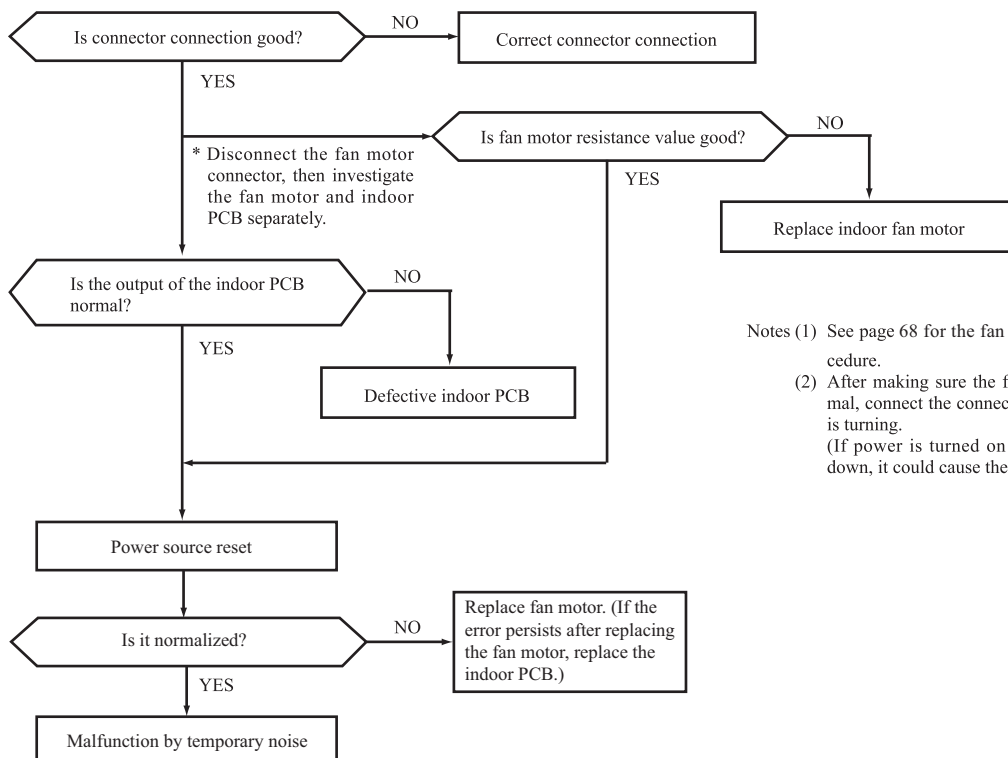 Is connector connection good?
NO
Correct connector connection
YES
* Disconnect the fan motor
connector, then investigate
the fan motor and indoor
PCB separately.
Is fan motor resistance value good?
NO
YES
Replace indoor fan motor
Is the output of the indoor PCB
normal?
NO
YES
Defective indoor PCB
Notes (1) See page 68 for the fan
cedure.
(2) After making sure the f
mal, connect the connec
is turning.
(If power is turned on
down, it could cause the
Power source reset
Is it normalized?
NO
Replace fan motor. (If the
error persists after replacing
the fan motor, replace the
indoor PCB.)
YES
Malfunction by temporary noise